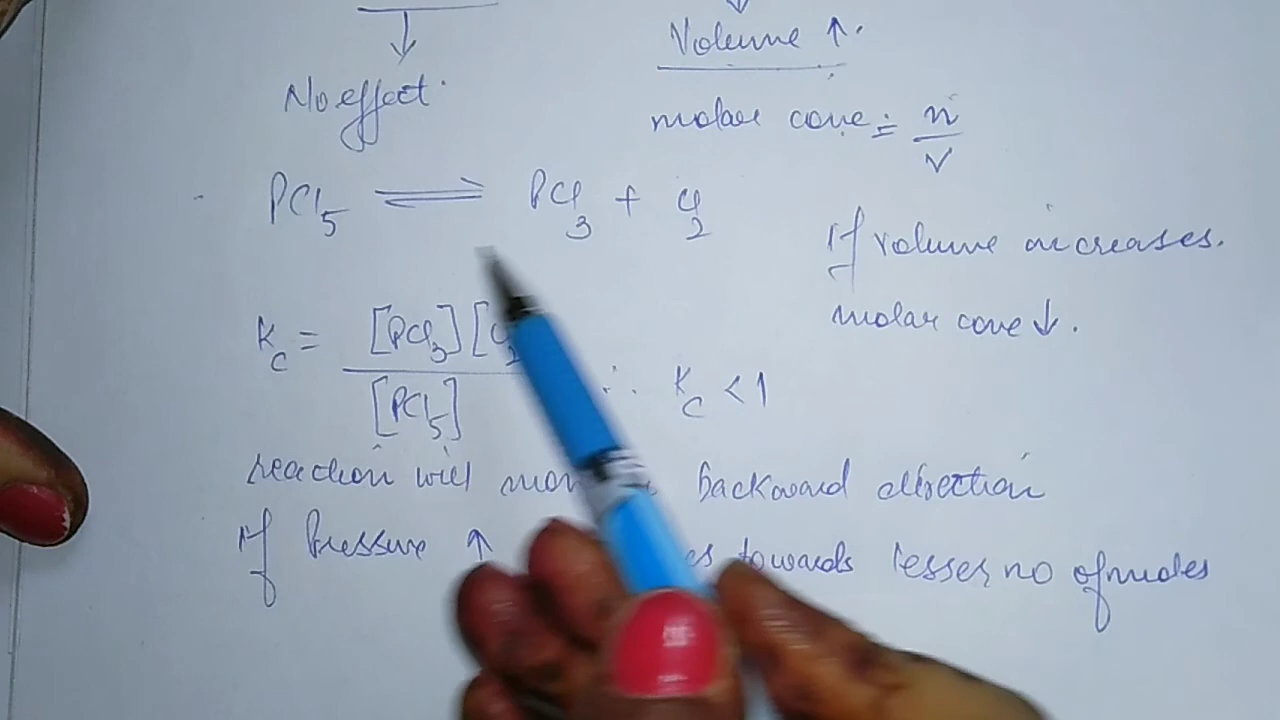 Volume ↑.
No effect.
molar conc. = n/V
PCl5 ⇌ PCl3 + Cl2
If volume increases.
molar conc ↓.
Kc = [PCl3][ / [PCl5]
∴ Kc < 1
reaction will backward direction
If Pressure ↑ towards lesser no of moles